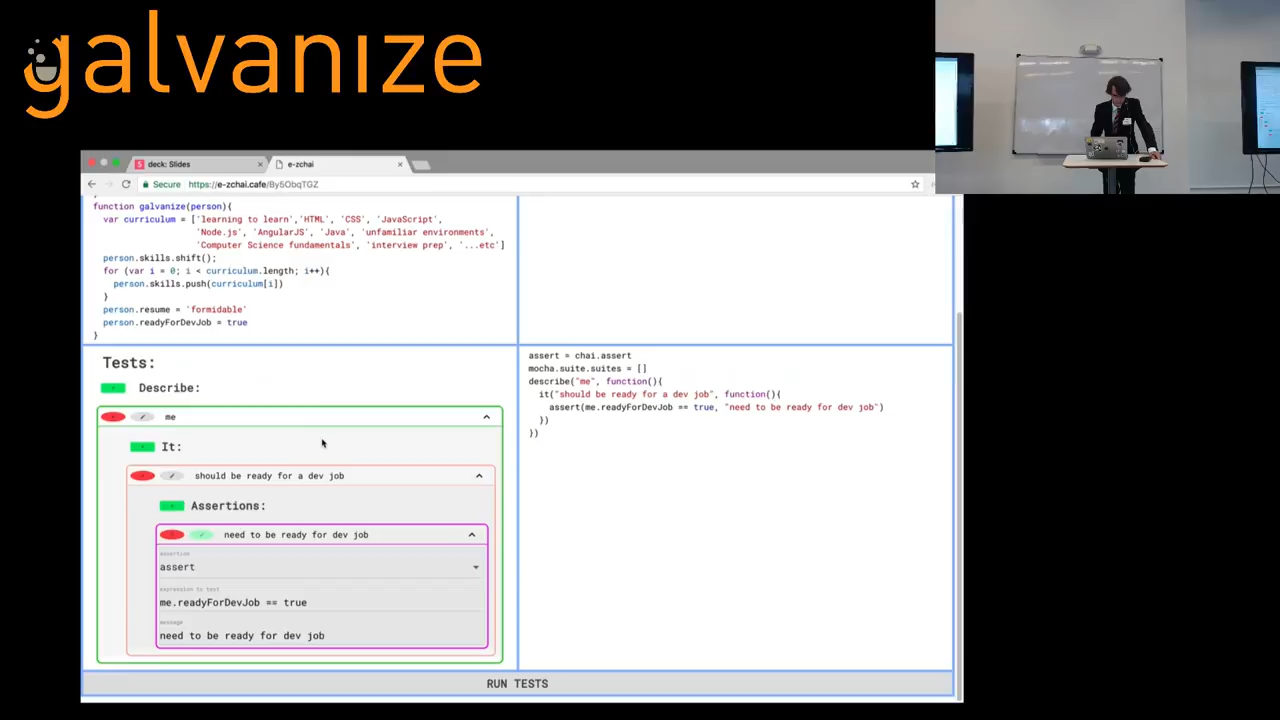 galvanize
deck: Slides
e-zchai
Secure
https://e-zchai.cafe/By5ObqTGZ
function galvanize(person){
var curriculum = ['learning to learn','HTML', 'CSS', 'JavaScript',
'Node.js', 'AngularJS', 'Java', 'unfamiliar environments',
'Computer Science fundamentals', 'interview prep', '...etc']
person.skills.shift();
for (var i = 0; i < curriculum.length; i++){
person.skills.push(curriculum[i])
}
person.resume = 'formidable'
person.readyForDevJob = true
}
Tests:
Describe:
me
It:
should be ready for a dev job
Assertions:
need to be ready for dev job
assertion
assert
expression to test
me.readyForDevJob == true
message
need to be ready for dev job
assert = chai.assert
mocha.suite.suites = []
describe("me", function(){
it("should be ready for a dev job", function(){
assert(me.readyForDevJob == true, "need to be ready for dev job")
})
})
RUN TESTS